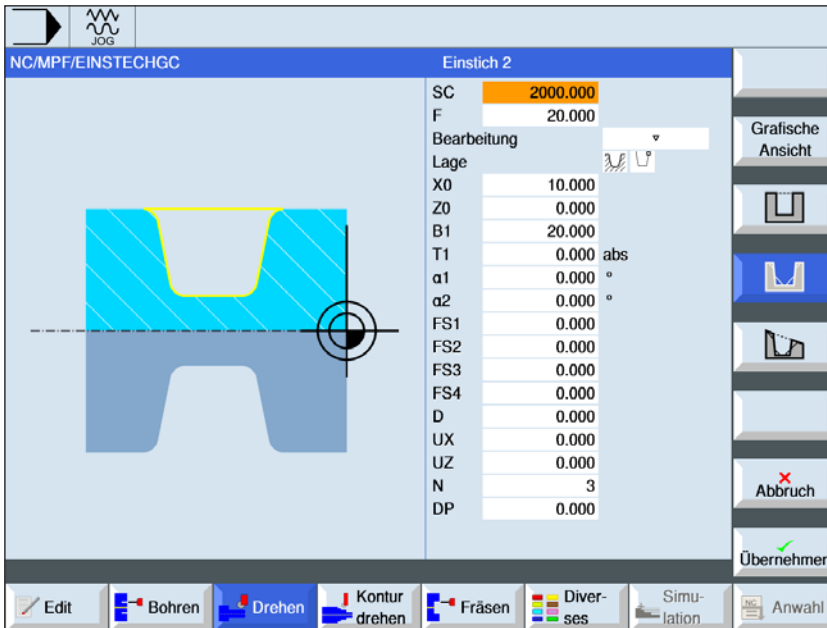 JOG
NC/MPF/EINSTECHGC
Einstich 2
SC 2000.000
F 20.000
Bearbeitung ▿
Lage
X0 10.000
Z0 0.000
B1 20.000
T1 0.000 abs
α1 0.000 °
α2 0.000 °
FS1 0.000
FS2 0.000
FS3 0.000
FS4 0.000
D 0.000
UX 0.000
UZ 0.000
N 3
DP 0.000
Grafische
Ansicht
Abbruch
Übernehmen
Edit
Bohren
Drehen
Kontur
drehen
Fräsen
Diver-
ses
Simu-
lation
NC
Anwahl